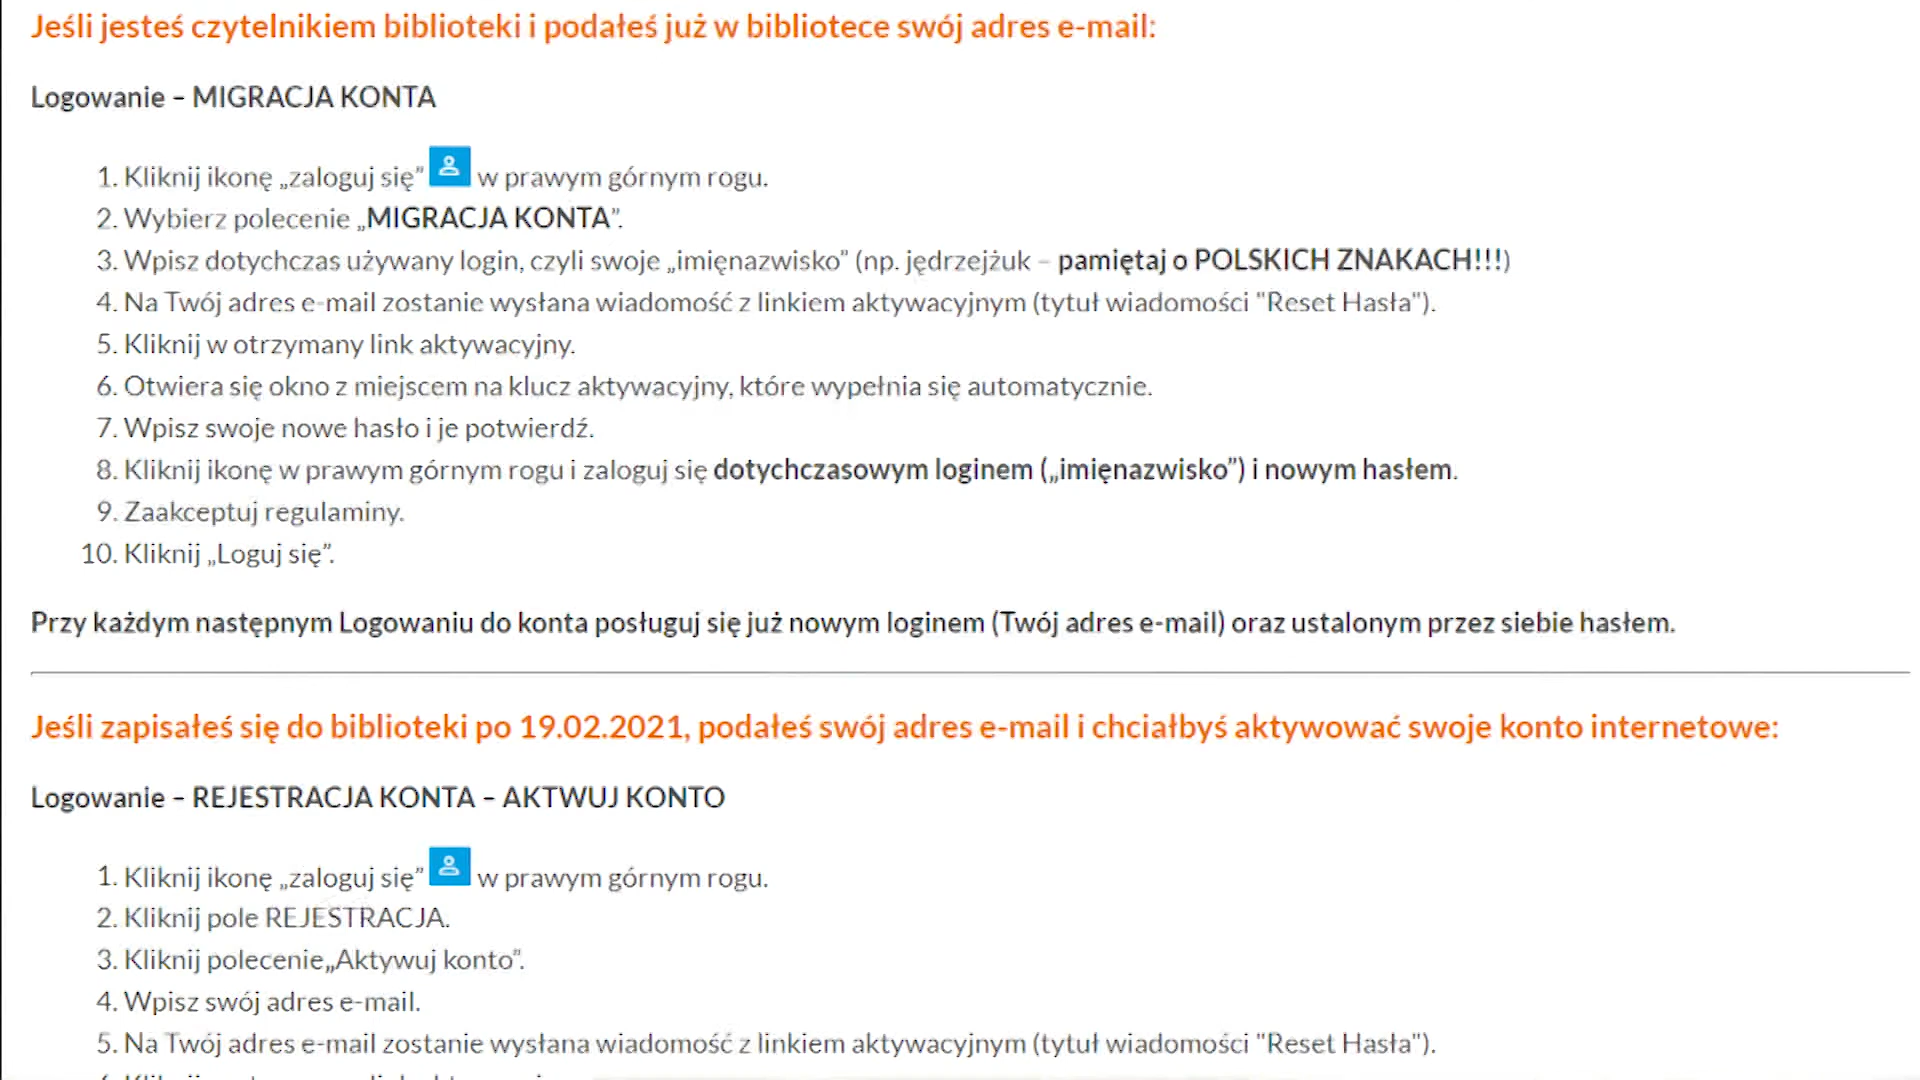 Jeśli jesteś czytelnikiem biblioteki i podałeś już w bibliotece swój adres e-mail:
Logowanie – MIGRACJA KONTA
1. Kliknij ikonę „zaloguj się” w prawym górnym rogu.
2. Wybierz polecenie „MIGRACJA KONTA”.
3. Wpisz dotychczas używany login, czyli swoje „imięnazwisko” (np. jędrzejżuk – pamiętaj o POLSKICH ZNAKACH!!!)
4. Na Twój adres e-mail zostanie wysłana wiadomość z linkiem aktywacyjnym (tytuł wiadomości "Reset Hasła").
5. Kliknij w otrzymany link aktywacyjny.
6. Otwiera się okno z miejscem na klucz aktywacyjny, które wypełnia się automatycznie.
7. Wpisz swoje nowe hasło i je potwierdź.
8. Kliknij ikonę w prawym górnym rogu i zaloguj się dotychczasowym loginem („imięnazwisko”) i nowym hasłem.
9. Zaakceptuj regulaminy.
10. Kliknij „Loguj się”.
Przy każdym następnym Logowaniu do konta posługuj się już nowym loginem (Twój adres e-mail) oraz ustalonym przez siebie hasłem.
Jeśli zapisałeś się do biblioteki po 19.02.2021, podałeś swój adres e-mail i chciałbyś aktywować swoje konto internetowe:
Logowanie – REJESTRACJA KONTA – AKTWUJ KONTO
1. Kliknij ikonę „zaloguj się” w prawym górnym rogu.
2. Kliknij pole REJESTRACJA.
3. Kliknij polecenie„Aktywuj konto”.
4. Wpisz swój adres e-mail.
5. Na Twój adres e-mail zostanie wysłana wiadomość z linkiem aktywacyjnym (tytuł wiadomości "Reset Hasła").